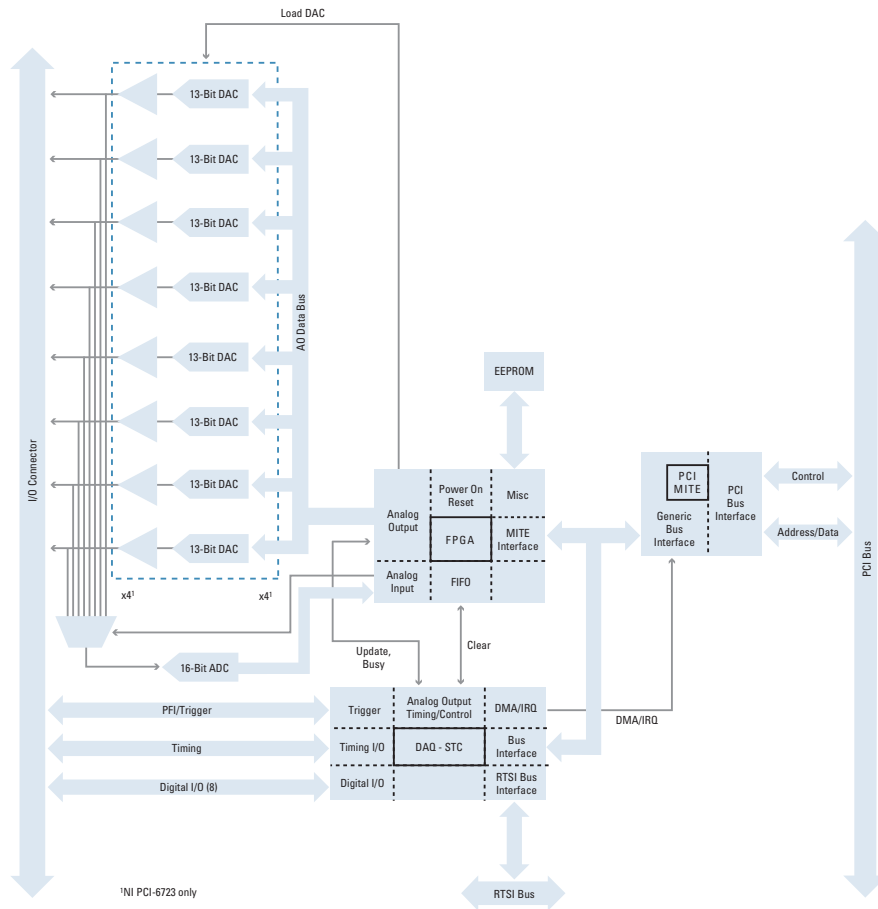 Load DAC
13-Bit DAC
13-Bit DAC
13-Bit DAC
13-Bit DAC
13-Bit DAC
13-Bit DAC
13-Bit DAC
13-Bit DAC
AO Data Bus
I/O Connector
x4¹
x4¹
EEPROM
Analog
Output
Power On
Reset
Misc
FPGA
MITE
Interface
Analog
Input
FIFO
PCI
MITE
Generic
Bus
Interface
PCI
Bus
Interface
Control
Address/Data
PCI Bus
16-Bit ADC
Update,
Busy
Clear
PFI/Trigger
Timing
Digital I/O (8)
Trigger
Analog Output
Timing/Control
DMA/IRQ
Timing I/O
DAQ - STC
Bus
Interface
Digital I/O
RTSI Bus
Interface
DMA/IRQ
RTSI Bus
¹NI PCI-6723 only